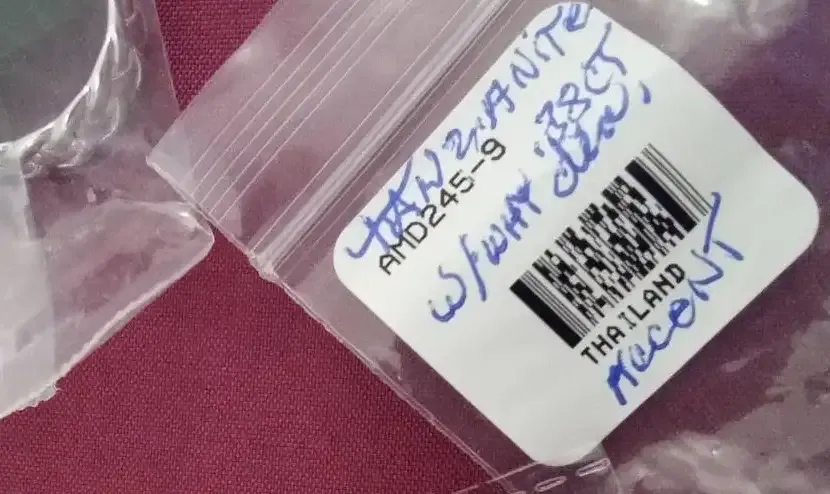 TANZANITE
AMD245-9
.38CT
W/WHT
THAILAND
ACCENT